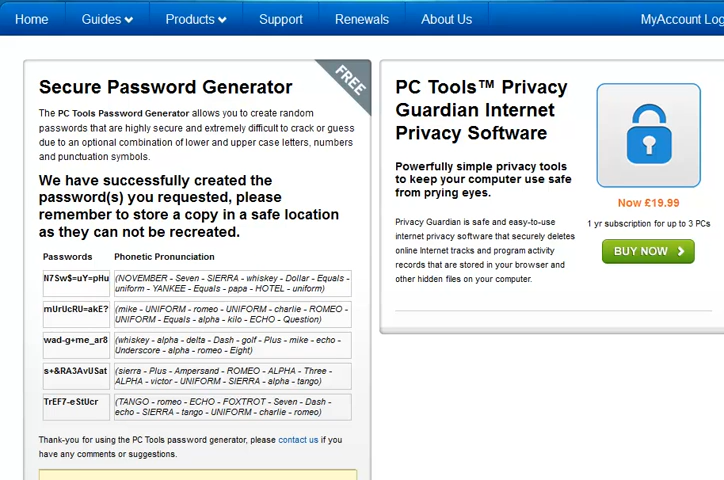 Home Guides Products Support Renewals About Us MyAccount Log
Secure Password Generator
FREE
The PC Tools Password Generator allows you to create random
passwords that are highly secure and extremely difficult to crack or guess
due to an optional combination of lower and upper case letters, numbers
and punctuation symbols.
We have successfully created the
password(s) you requested, please
remember to store a copy in a safe location
as they can not be recreated.
Passwords Phonetic Pronunciation
N7Sw$=uY=pHu (NOVEMBER - Seven - SIERRA - whiskey - Dollar - Equals -
uniform - YANKEE - Equals - papa - HOTEL - uniform)
mUrUcRU=akE? (mike - UNIFORM - romeo - UNIFORM - charlie - ROMEO -
UNIFORM - Equals - alpha - kilo - ECHO - Question)
wad-g+me_ar8 (whiskey - alpha - delta - Dash - golf - Plus - mike - echo -
Underscore - alpha - romeo - Eight)
s+&RA3AvUSat (sierra - Plus - Ampersand - ROMEO - ALPHA - Three -
ALPHA - victor - UNIFORM - SIERRA - alpha - tango)
TrEF7-eStUcr (TANGO - romeo - ECHO - FOXTROT - Seven - Dash -
echo - SIERRA - tango - UNIFORM - charlie - romeo)
Thank-you for using the PC Tools password generator, please contact us if you
have any comments or suggestions.
PC Tools™ Privacy
Guardian Internet
Privacy Software
Powerfully simple privacy tools
to keep your computer use safe
from prying eyes.
Privacy Guardian is safe and easy-to-use
internet privacy software that securely deletes
online Internet tracks and program activity
records that are stored in your browser and
other hidden files on your computer.
Now £19.99
1 yr subscription for up to 3 PCs
BUY NOW